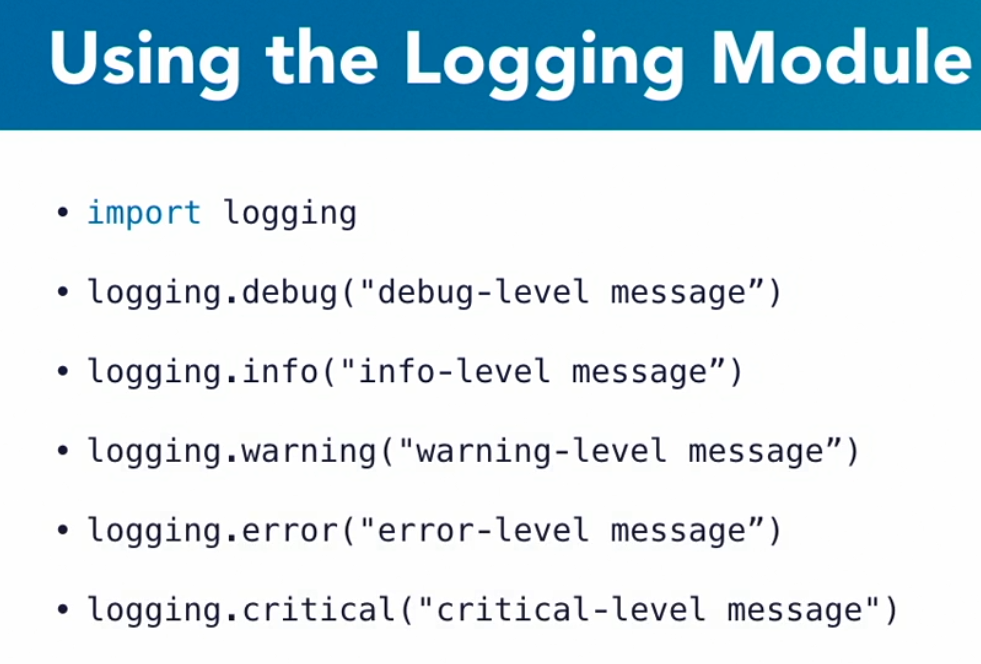 Using the Logging Module
• import logging
• logging.debug("debug-level message”)
• logging.info("info-level message”)
• logging.warning("warning-level message”)
• logging.error("error-level message”)
• logging.critical("critical-level message")